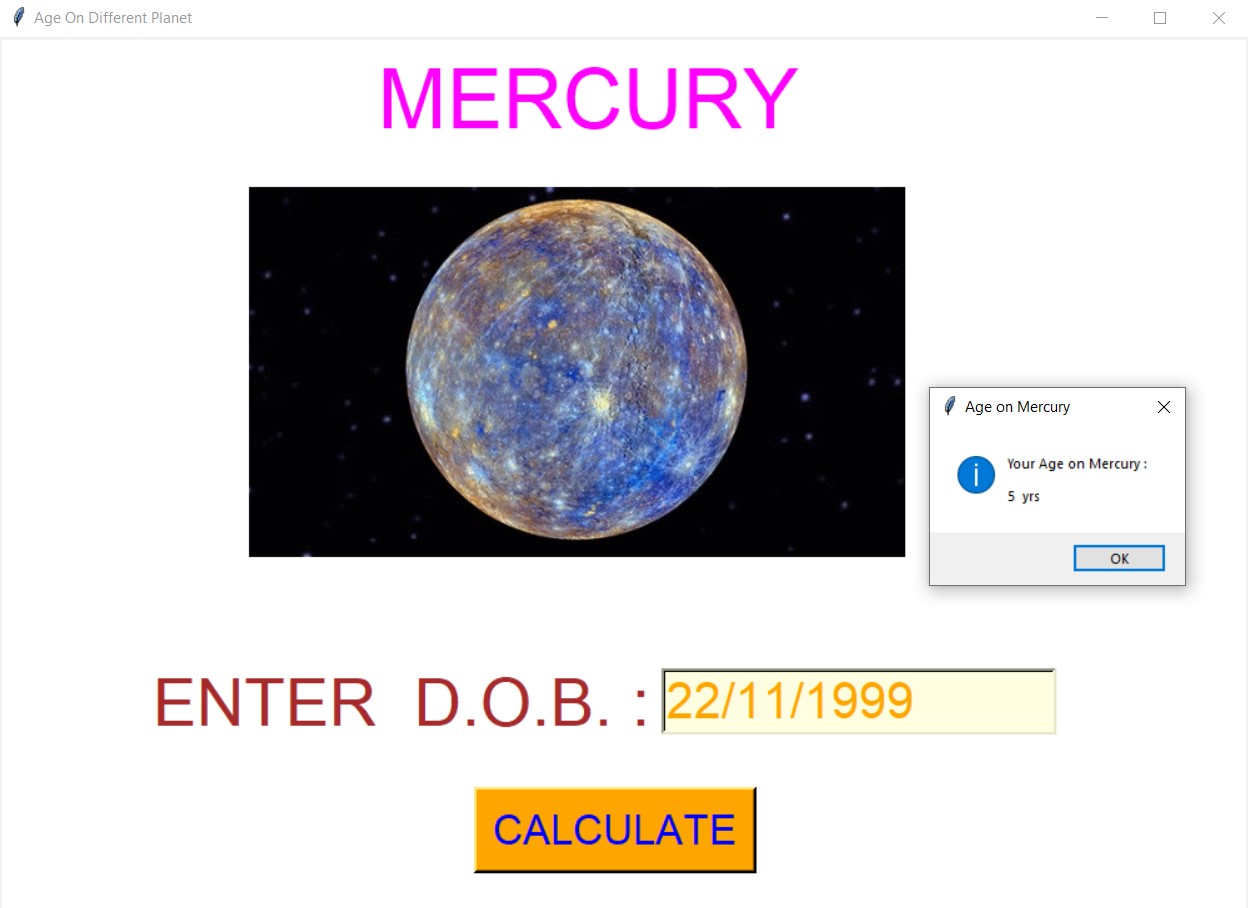 Age On Different Planet
MERCURY
Age on Mercury
Your Age on Mercury :
5 yrs
OK
ENTER D.O.B. : 22/11/1999
CALCULATE